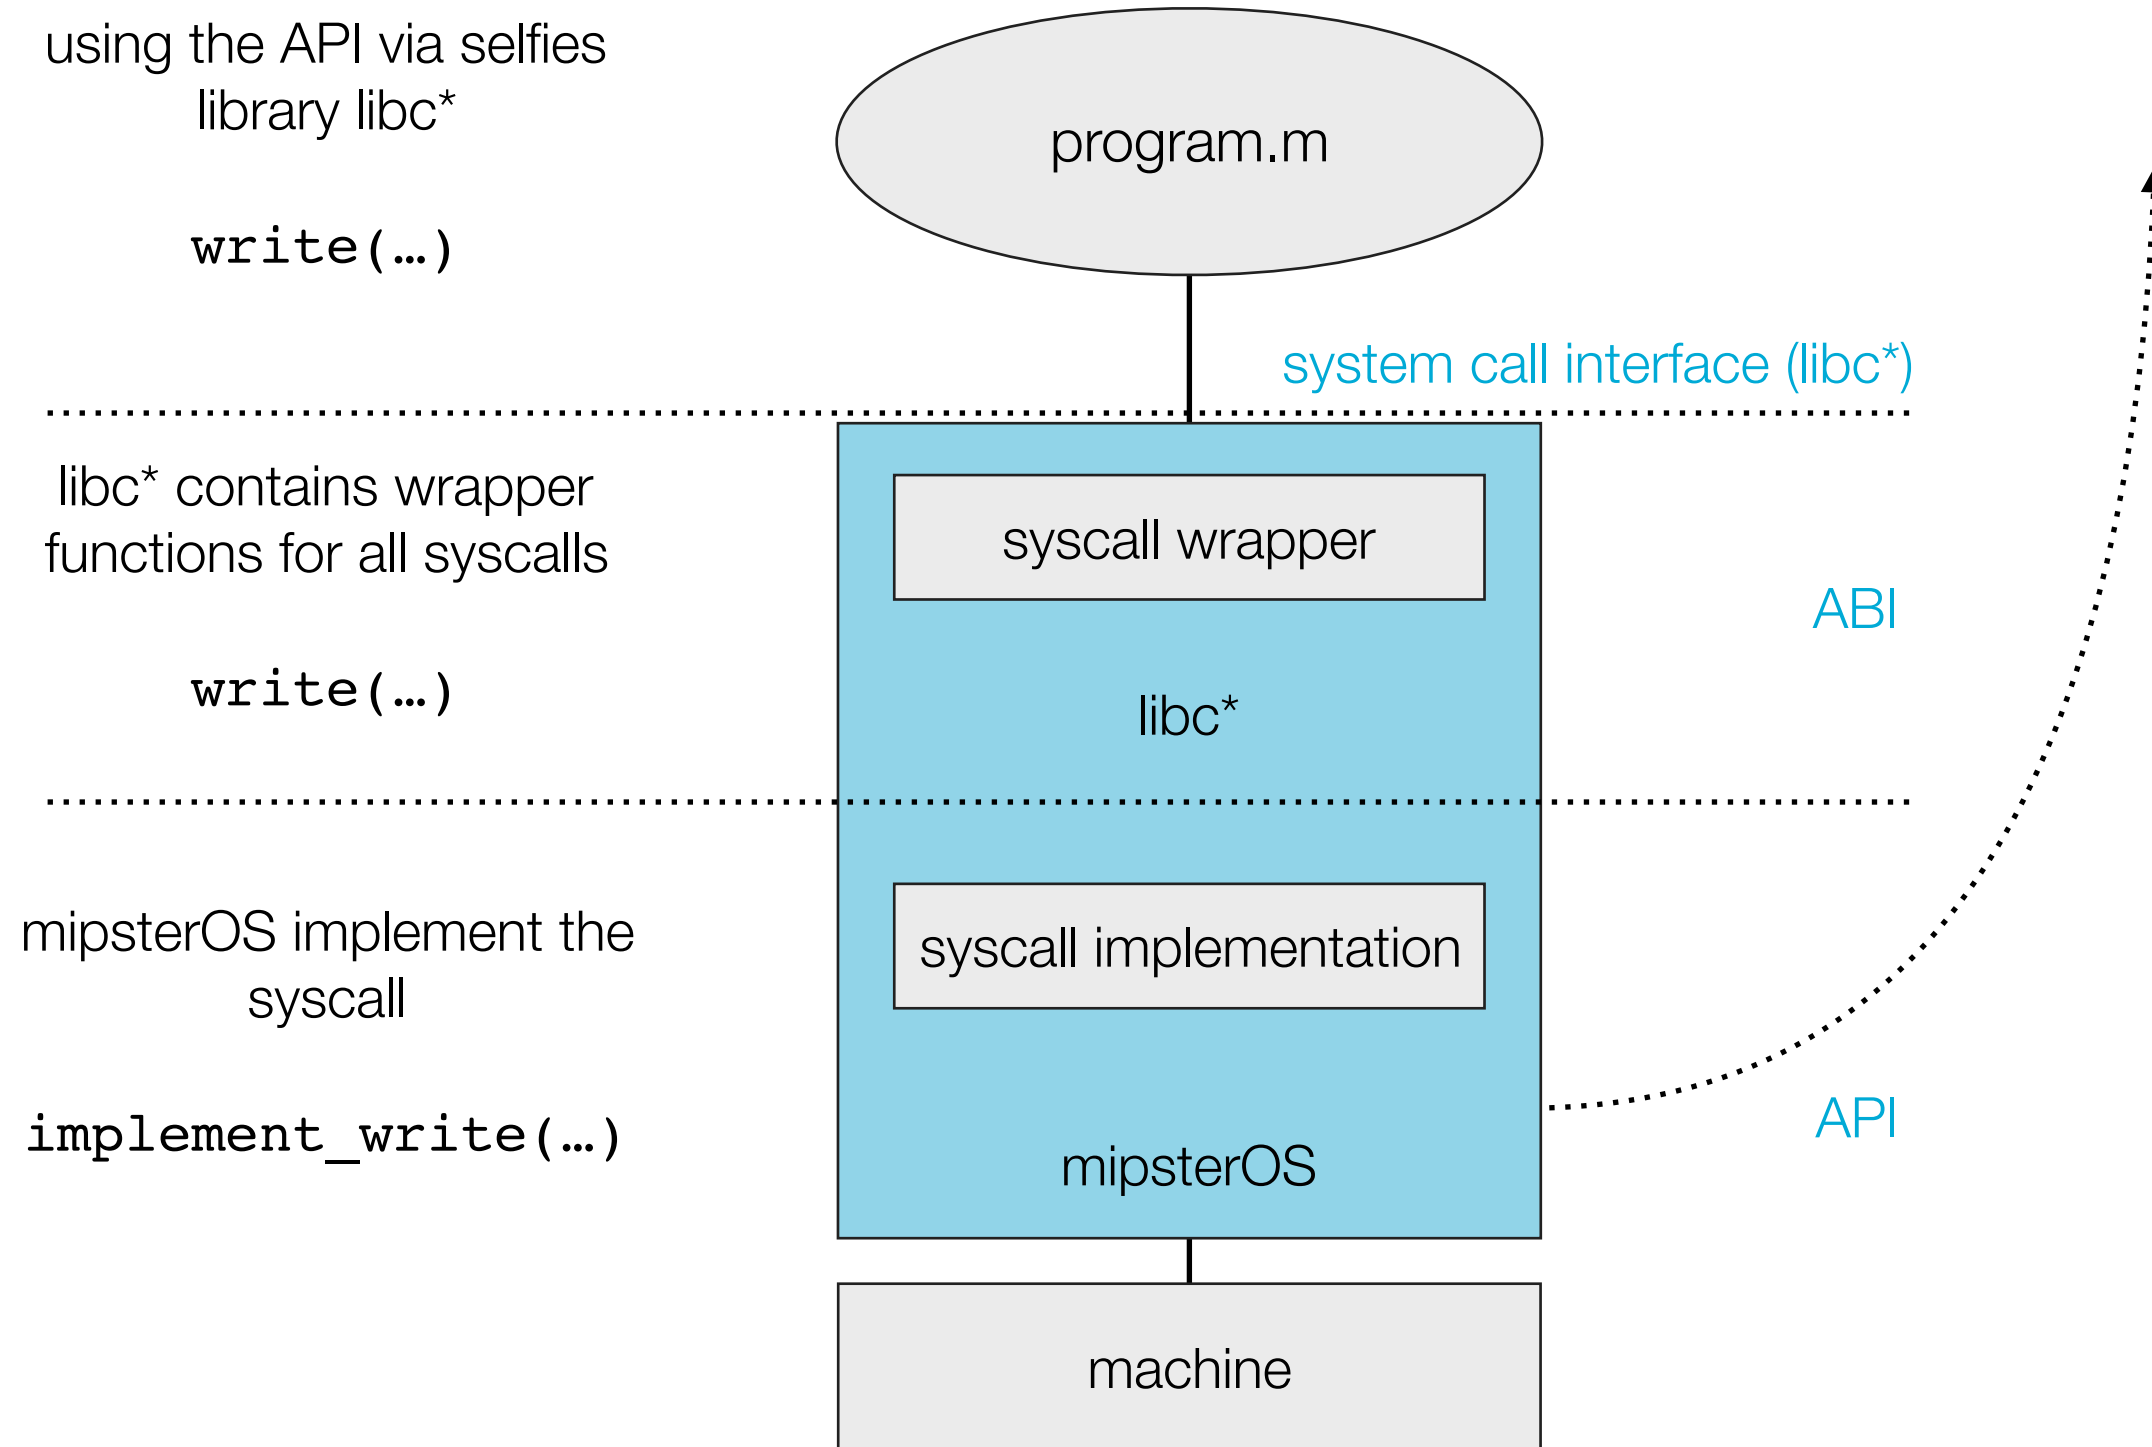 using the API via selfies
library libc*
write(…)
program.m
system call interface (libc*)
libc* contains wrapper
functions for all syscalls
write(…)
syscall wrapper
libc*
ABI
mipsterOS implement the
syscall
implement_write(…)
syscall implementation
mipsterOS
API
machine